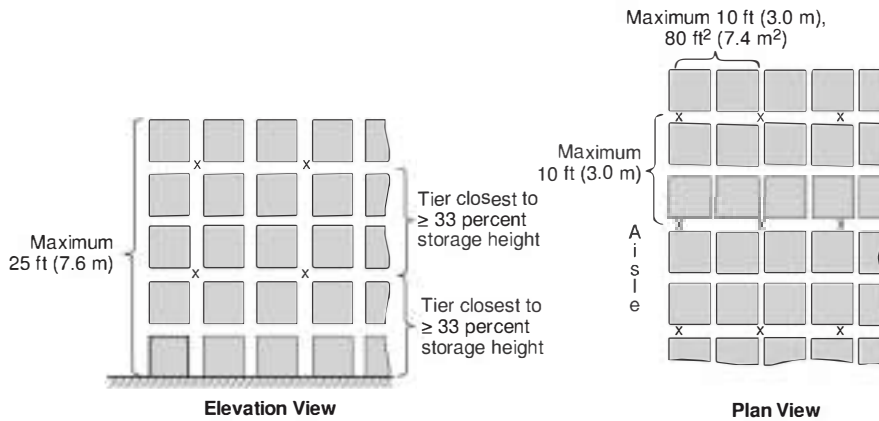 Maximum
25 ft (7.6 m)
x
x
x
x
Tier closest to
≥ 33 percent
storage height
Tier closest to
≥ 33 percent
storage height
Elevation View
Maximum 10 ft (3.0 m),
80 ft² (7.4 m²)
Maximum
10 ft (3.0 m)
x
x
x
x
x
x
x
x
x
Aisle
Plan View